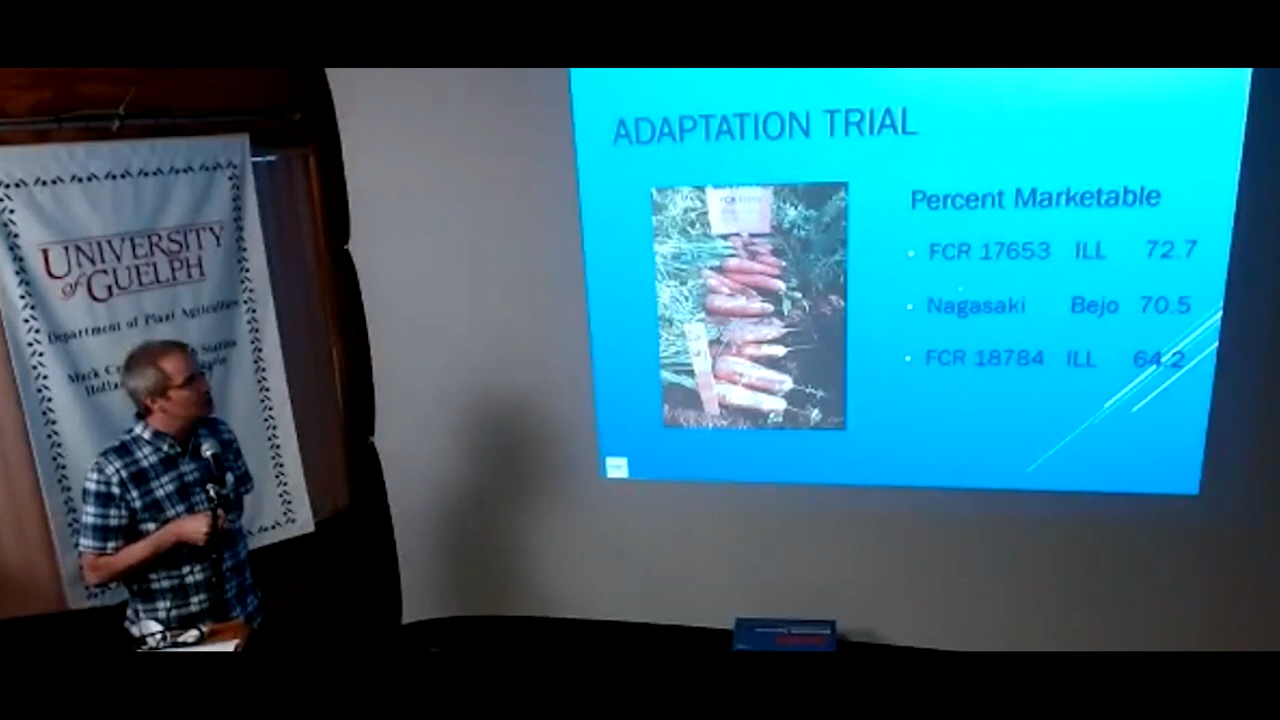 UNIVERSITY
of GUELPH
Department of Plant Agriculture
ADAPTATION TRIAL
Percent Marketable
FCR 17653 ILL 72.7
Nagasaki Bejo 70.5
FCR 18784 ILL 64.2